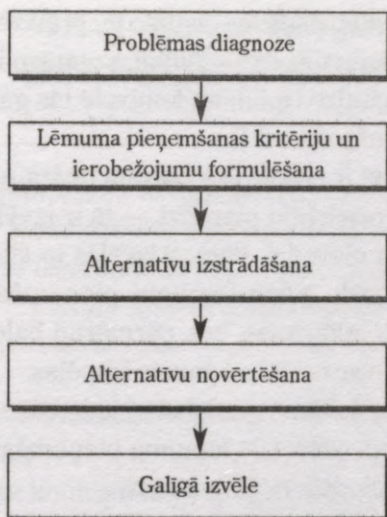 Problēmas diagnoze
Lēmuma pieņemšanas kritēriju un
ierobežojumu formulēšana
Alternatīvu izstrādāšana
Alternatīvu novērtēšana
Galīgā izvēle